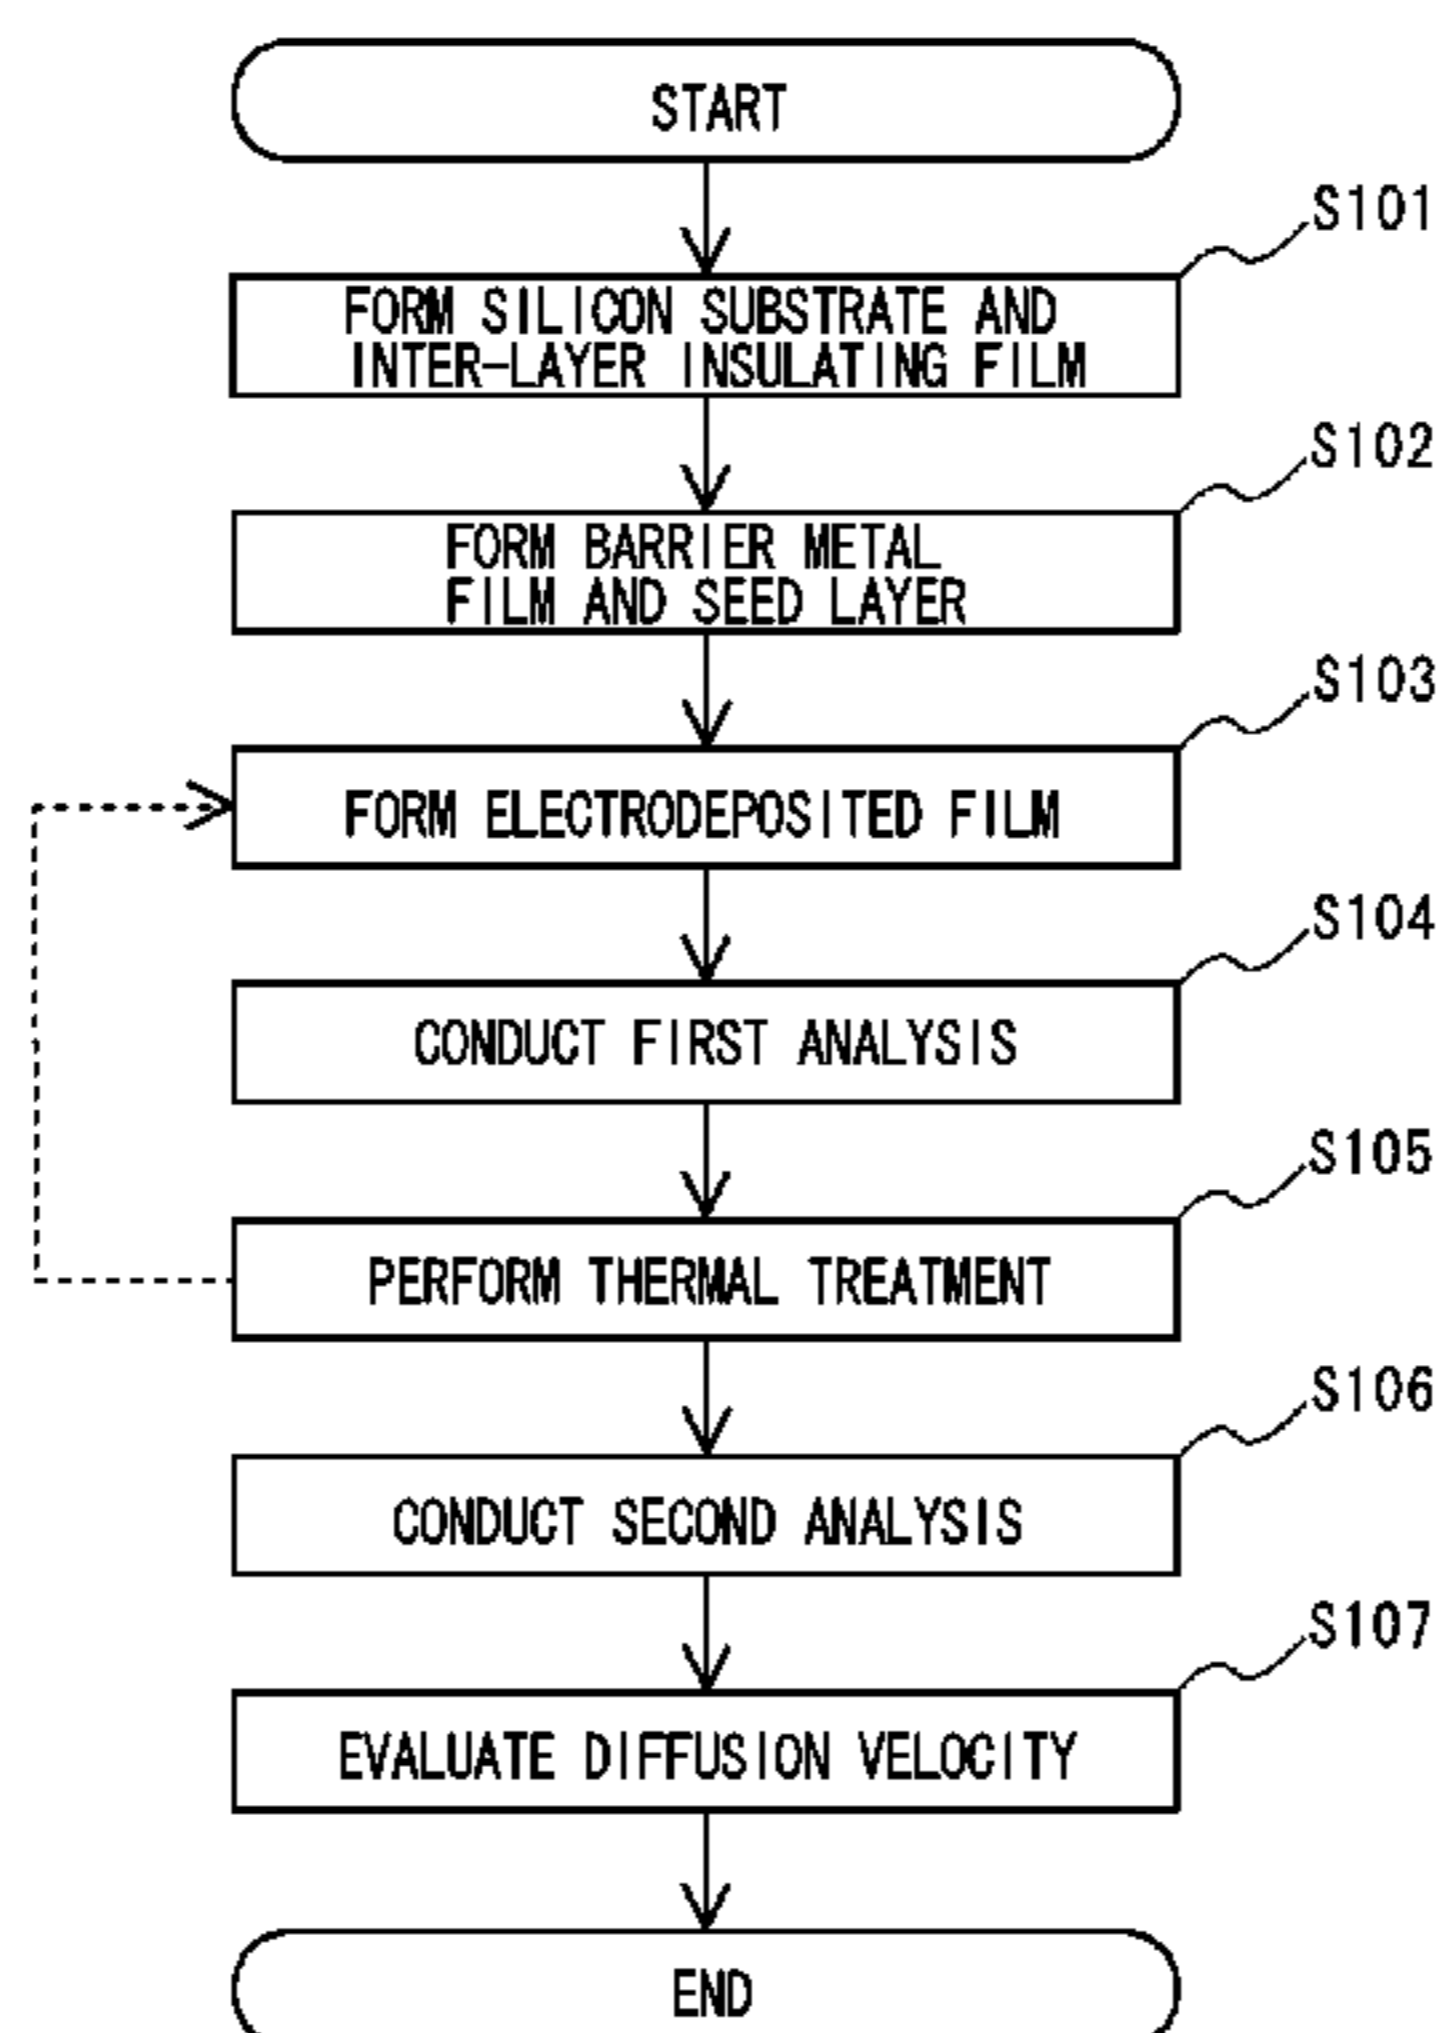 START
S101
FORM SILICON SUBSTRATE AND
INTER-LAYER INSULATING FILM
S102
FORM BARRIER METAL
FILM AND SEED LAYER
S103
FORM ELECTRODEPOSITED FILM
S104
CONDUCT FIRST ANALYSIS
S105
PERFORM THERMAL TREATMENT
S106
CONDUCT SECOND ANALYSIS
S107
EVALUATE DIFFUSION VELOCITY
END